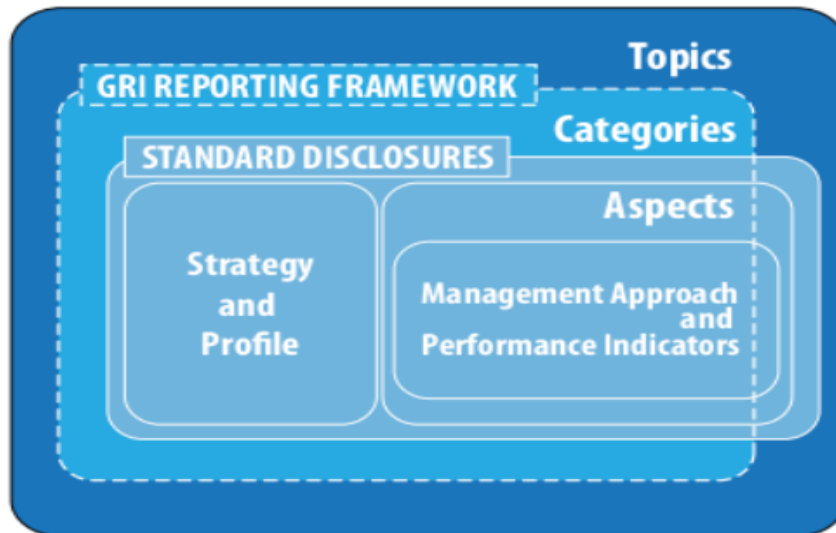 Topics
GRI REPORTING FRAMEWORK
Categories
STANDARD DISCLOSURES
Aspects
Strategy
and
Profile
Management Approach
and
Performance Indicators